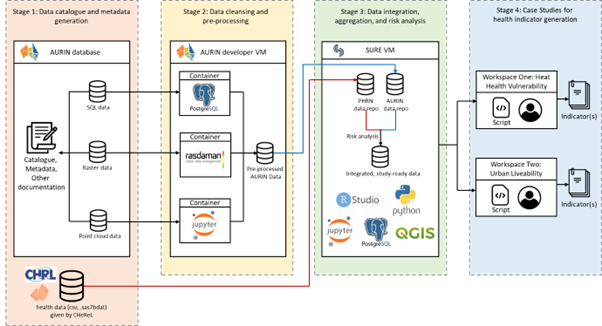 Stage 1: Data catalogue and metadata
generation
AURIN database
SQL data
Catalogue,
Metadata,
Other
documentation
Raster data
Point cloud data
CHRL
health data (csv, .sas7bdat)
given by CHeReL
Stage 2: Data cleansing and
pre-processing
AURIN developer VM
Container
PostgreSQL
Container
rasdaman
Container
jupyter
Pre-processed
AURIN Data
Stage 3: Data integration,
aggregation, and risk analysis
SURE VM
PHRN
data repo
AURIN
data repo
Risk analysis
Integrated, study-ready data
R Studio
python
jupyter
PostgreSQL
QGIS
Stage 4: Case Studies for
health indicator generation
Workspace One: Heat
Health Vulnerability
Script
Indicator(s)
Workspace Two:
Urban Liveability
Script
Indicator(s)